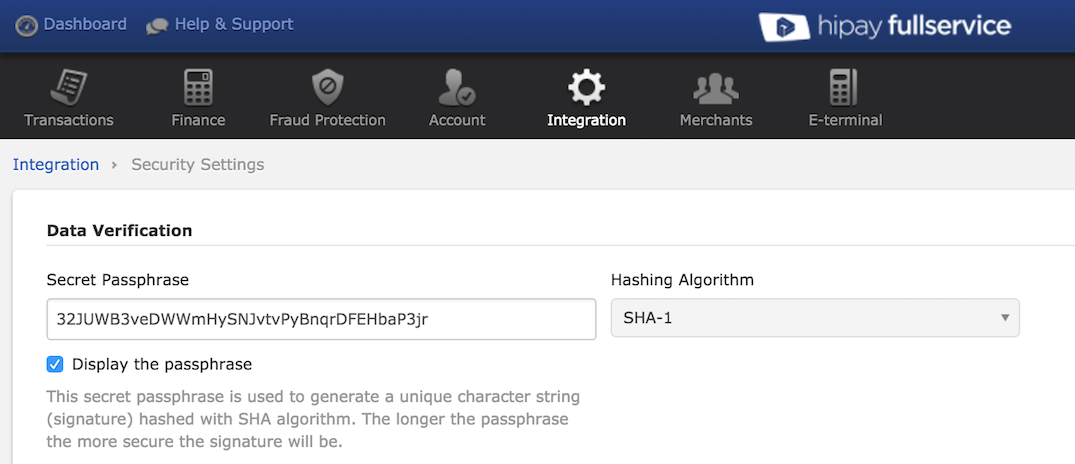 Dashboard Help & Support
hipay fullservice
Transactions Finance Fraud Protection Account Integration Merchants E-terminal
Integration › Security Settings
Data Verification
Secret Passphrase Hashing Algorithm
32JUWB3veDWWmHySNJvtvPyBnqrDFEHbaP3jr SHA-1
Display the passphrase
This secret passphrase is used to generate a unique character string
(signature) hashed with SHA algorithm. The longer the passphrase
the more secure the signature will be.